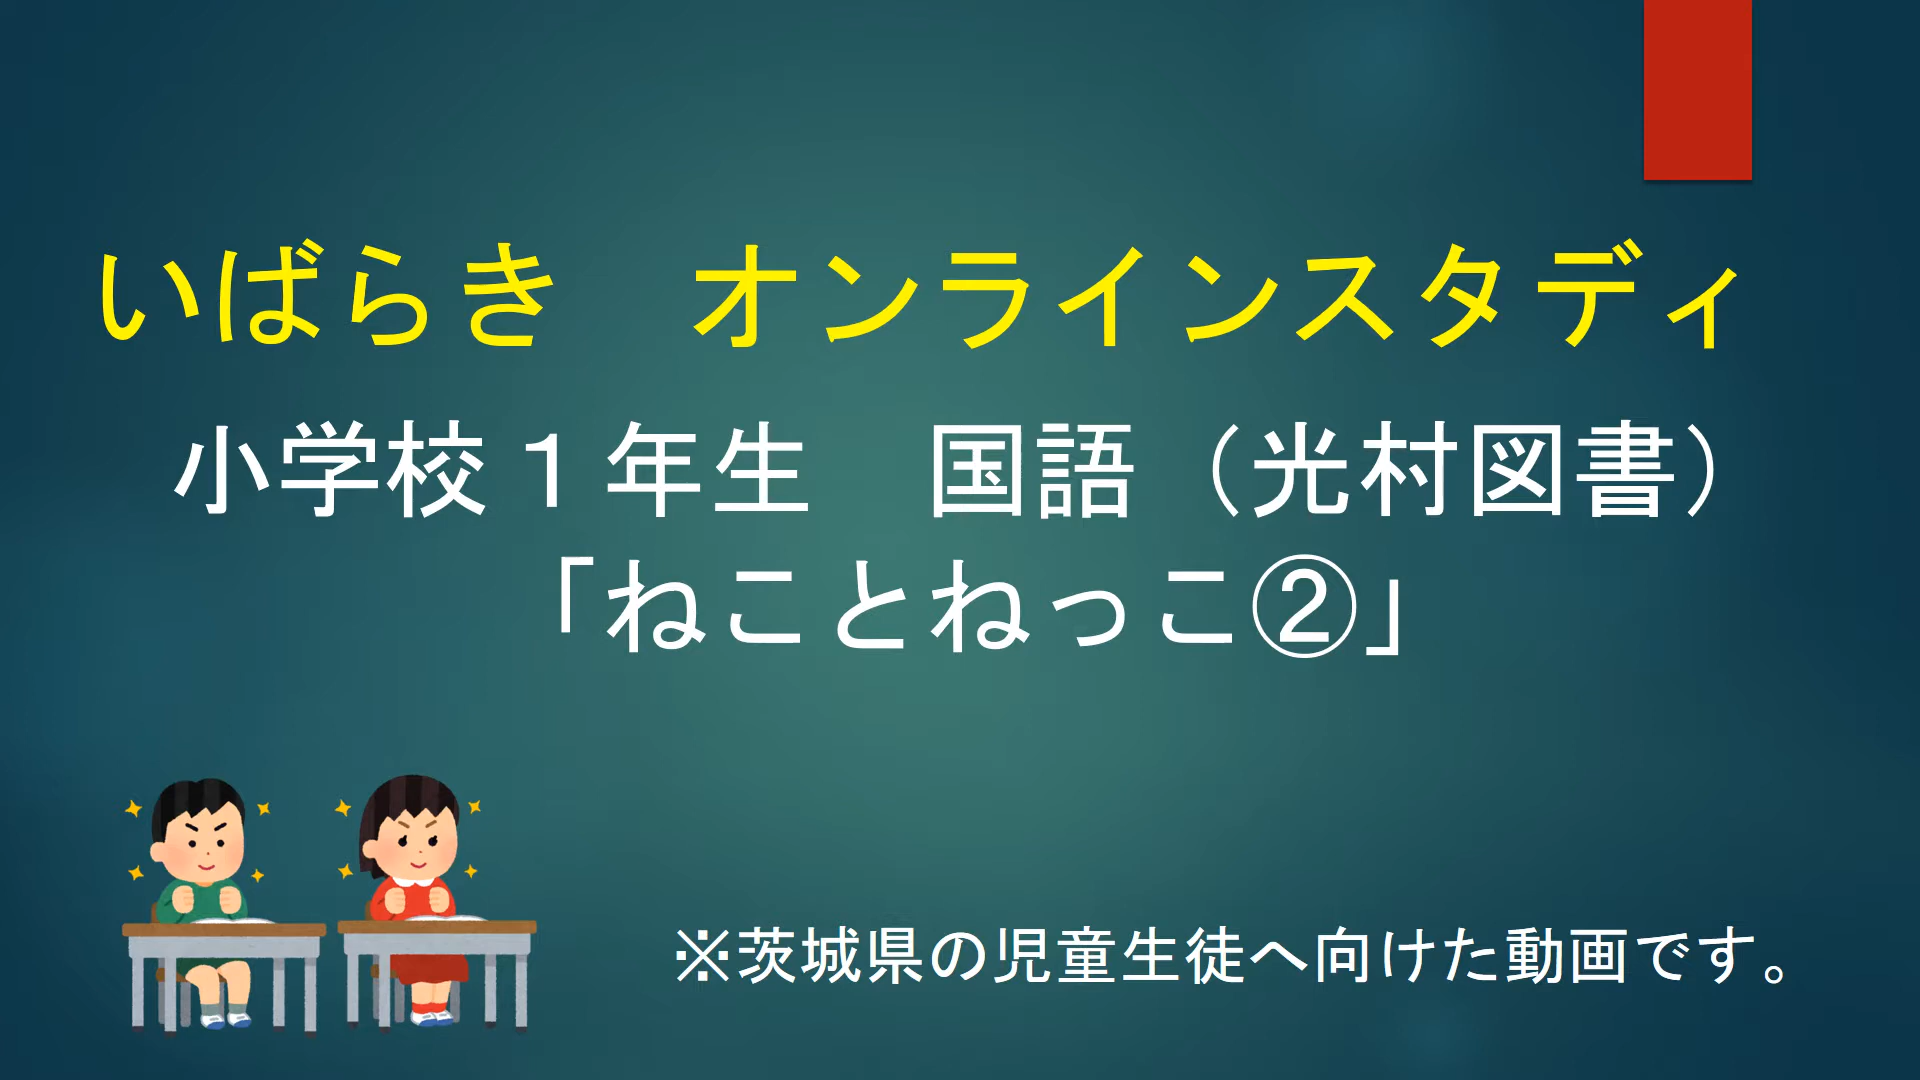 いばらき　オンラインスタディ
小学校１年生　国語（光村図書）
「ねことねっこ②」
※茨城県の児童生徒へ向けた動画です。